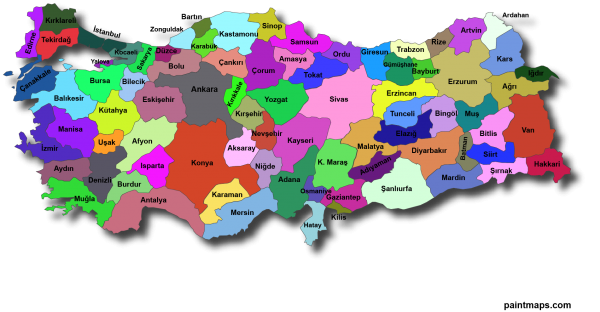 Bartın
Sinop
Ardahan
Kırklareli
Zonguldak
Kastamonu
Artvin
Edirne
Tekirdağ
İstanbul
Karabük
Samsun
Rize
Kocaeli
Sakarya
Düzce
Ordu
Giresun
Trabzon
Kars
Yalova
Bolu
Çankırı
Çorum
Amasya
Tokat
Gümüşhane
Bayburt
Iğdır
Çanakkale
Bursa
Bilecik
Ankara
Kırıkkale
Erzurum
Ağrı
Balıkesir
Eskişehir
Yozgat
Sivas
Erzincan
Kütahya
Kırşehir
Tuncali
Bingöl
Muş
Manisa
Uşak
Afyon
Nevşehir
Kayseri
Elazığ
Bitlis
Van
İzmir
Aksaray
Malatya
Diyarbakır
Batman
Siirt
Aydın
Isparta
Konya
Niğde
K. Maraş
Adıyaman
Hakkari
Denizli
Burdur
Adana
Osmaniye
Şanlıurfa
Mardin
Şırnak
Muğla
Antalya
Karaman
Gaziantep
Mersin
Kilis
Hatay
paintmaps.com